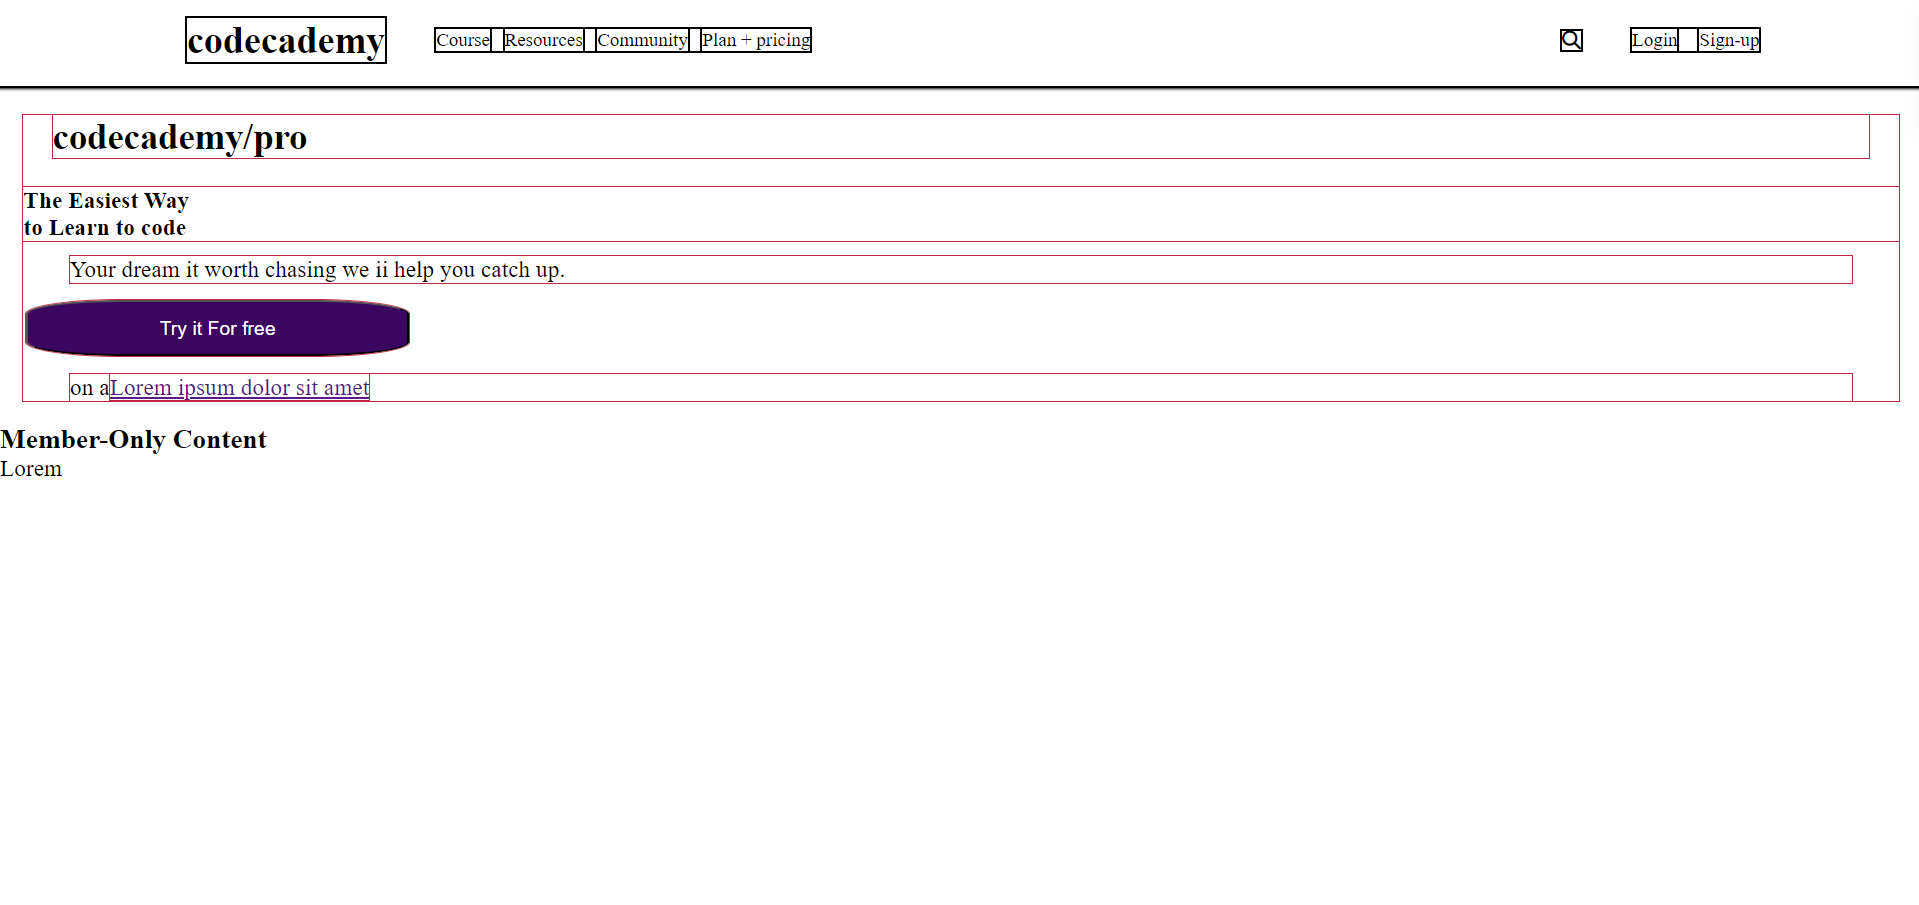 codecademy Course Resources Community Plan + pricing Login Sign-up
codecademy/pro
The Easiest Way
to Learn to code
Your dream it worth chasing we ii help you catch up.
Try it For free
on aLorem ipsum dolor sit amet
Member-Only Content
Lorem